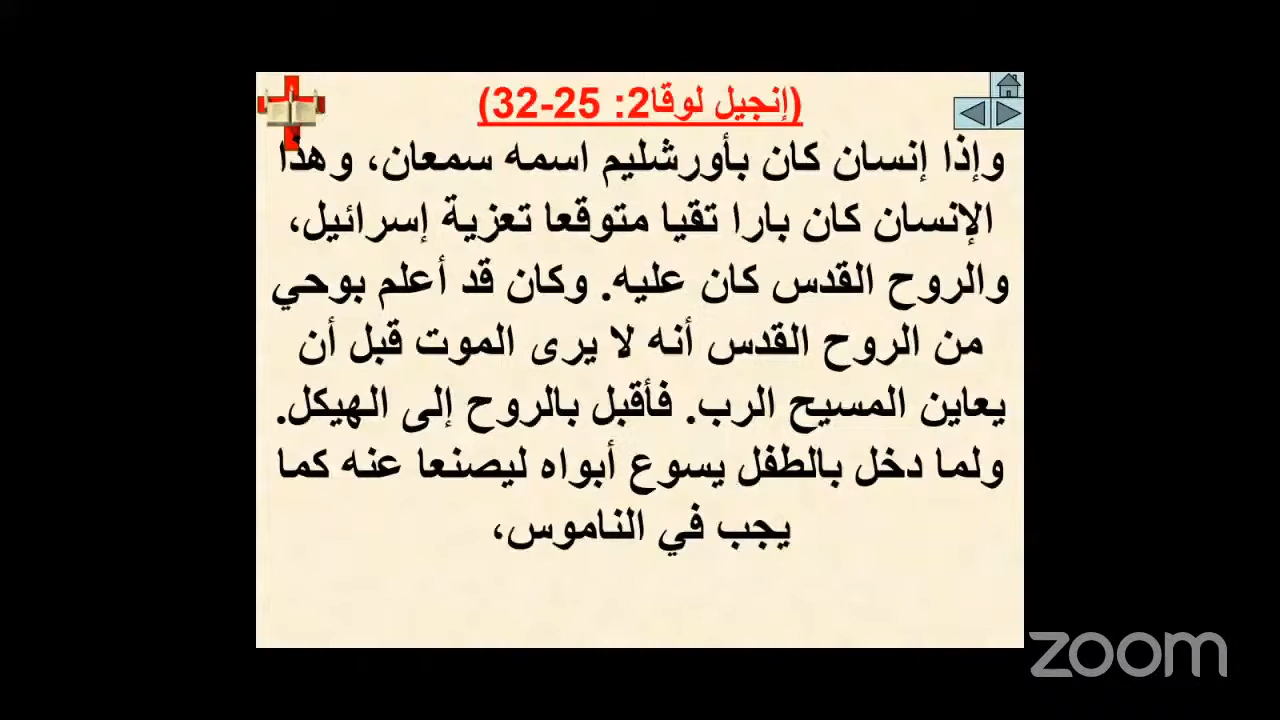 (إنجيل لوقا2: 25-32)
وإذا إنسان كان بأورشليم اسمه سمعان، وهذا
الإنسان كان بارا تقيا متوقعا تعزية إسرائيل،
والروح القدس كان عليه. وكان قد أعلم بوحي
من الروح القدس أنه لا يرى الموت قبل أن
يعاين المسيح الرب. فأقبل بالروح إلى الهيكل.
ولما دخل بالطفل يسوع أبواه ليصنعا عنه كما
يجب في الناموس،
zoom